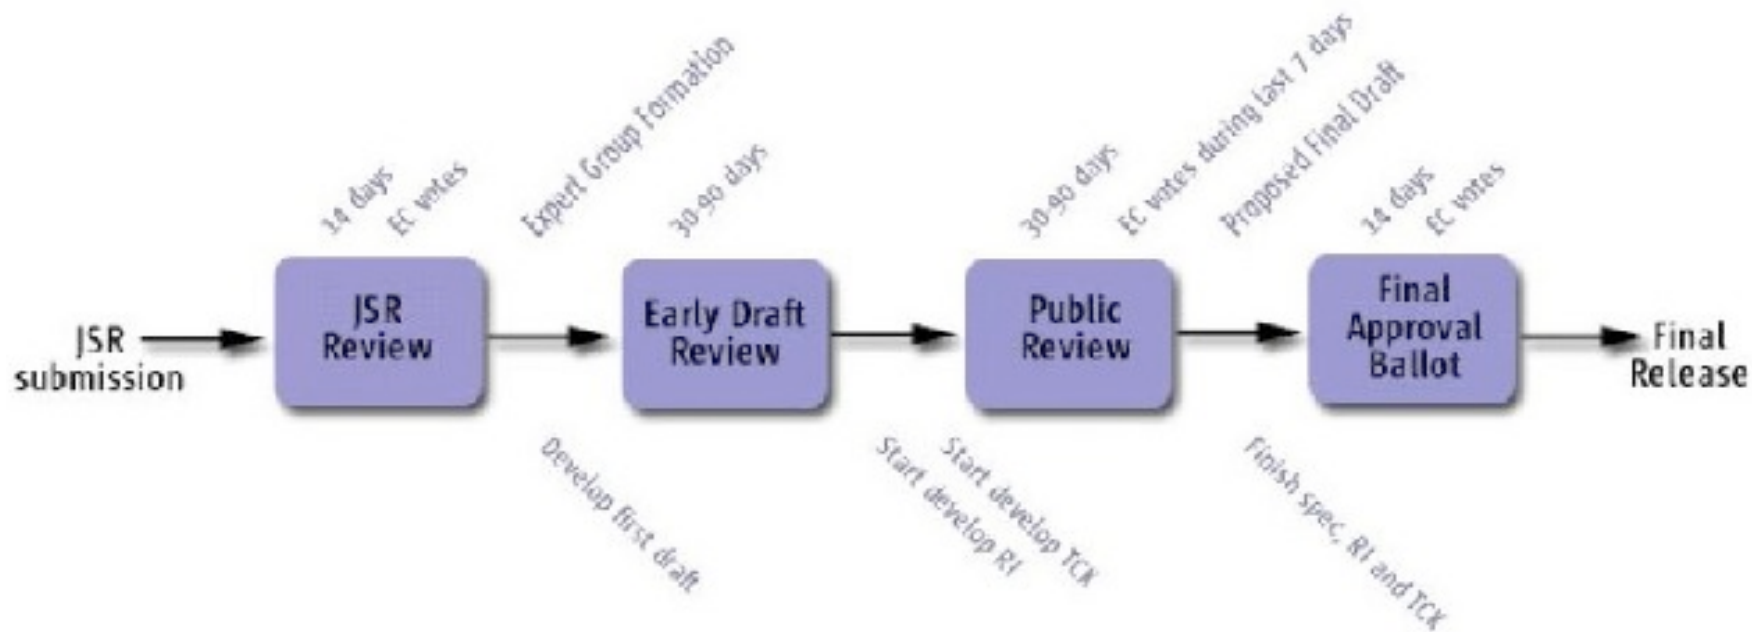 14 days
EC votes
Expert Group Formation
30-90 days
30-90 days
EC votes during last 7 days
Proposed Final Draft
14 days
EC votes
JSR
submission
JSR
Review
Early Draft
Review
Public
Review
Final
Approval
Ballot
Final
Release
Develop first draft
Start develop RI
Start develop TCK
Finish spec, RI and TCK